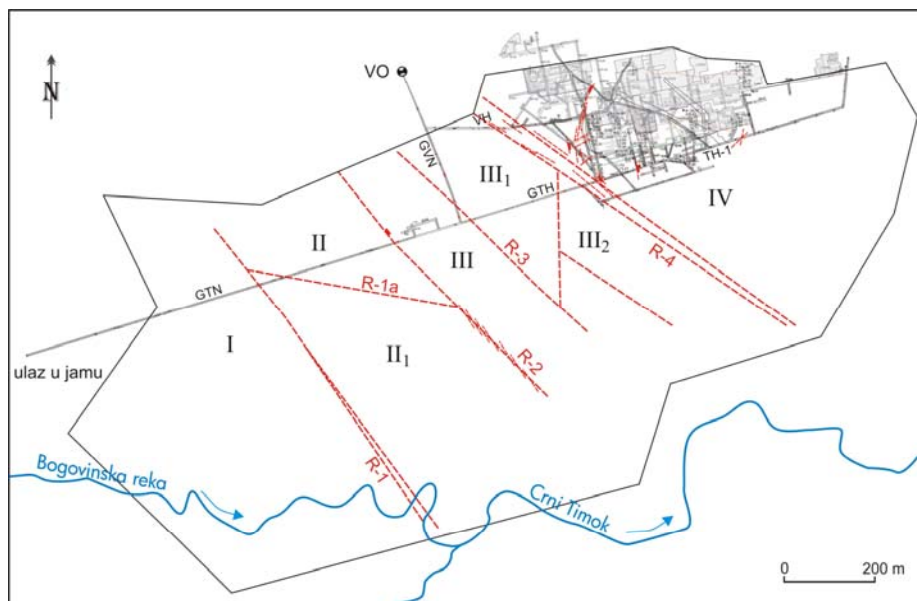 N
VO
VH
GVN
TH-1
III₁
GTH
IV
II
III
R-3
III₂
R-4
R-1a
GTN
I
ulaz u jamu
II₁
R-2
R-1
Bogovinska reka
Crni Timok
0 200 m